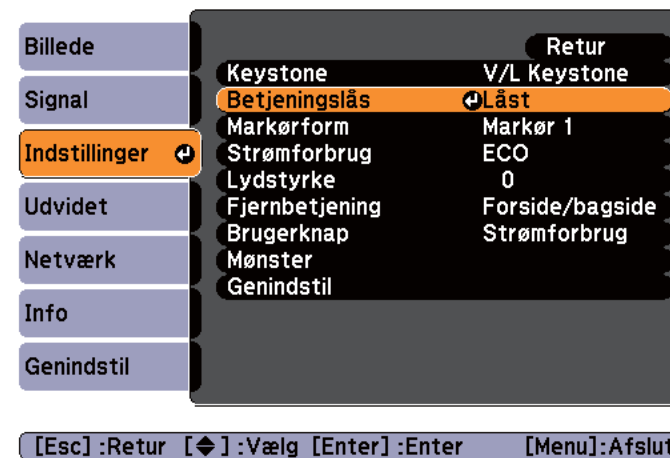 Billede
Signal
Indstillinger
Udvidet
Netværk
Info
Genindstil
Retur
Keystone V/L Keystone
Betjeningslås Låst
Markørform Markør 1
Strømforbrug ECO
Lydstyrke 0
Fjernbetjening Forside/bagside
Brugerknap Strømforbrug
Mønster
Genindstil
[Esc] :Retur [◆] :Vælg [Enter] :Enter [Menu]:Afslut